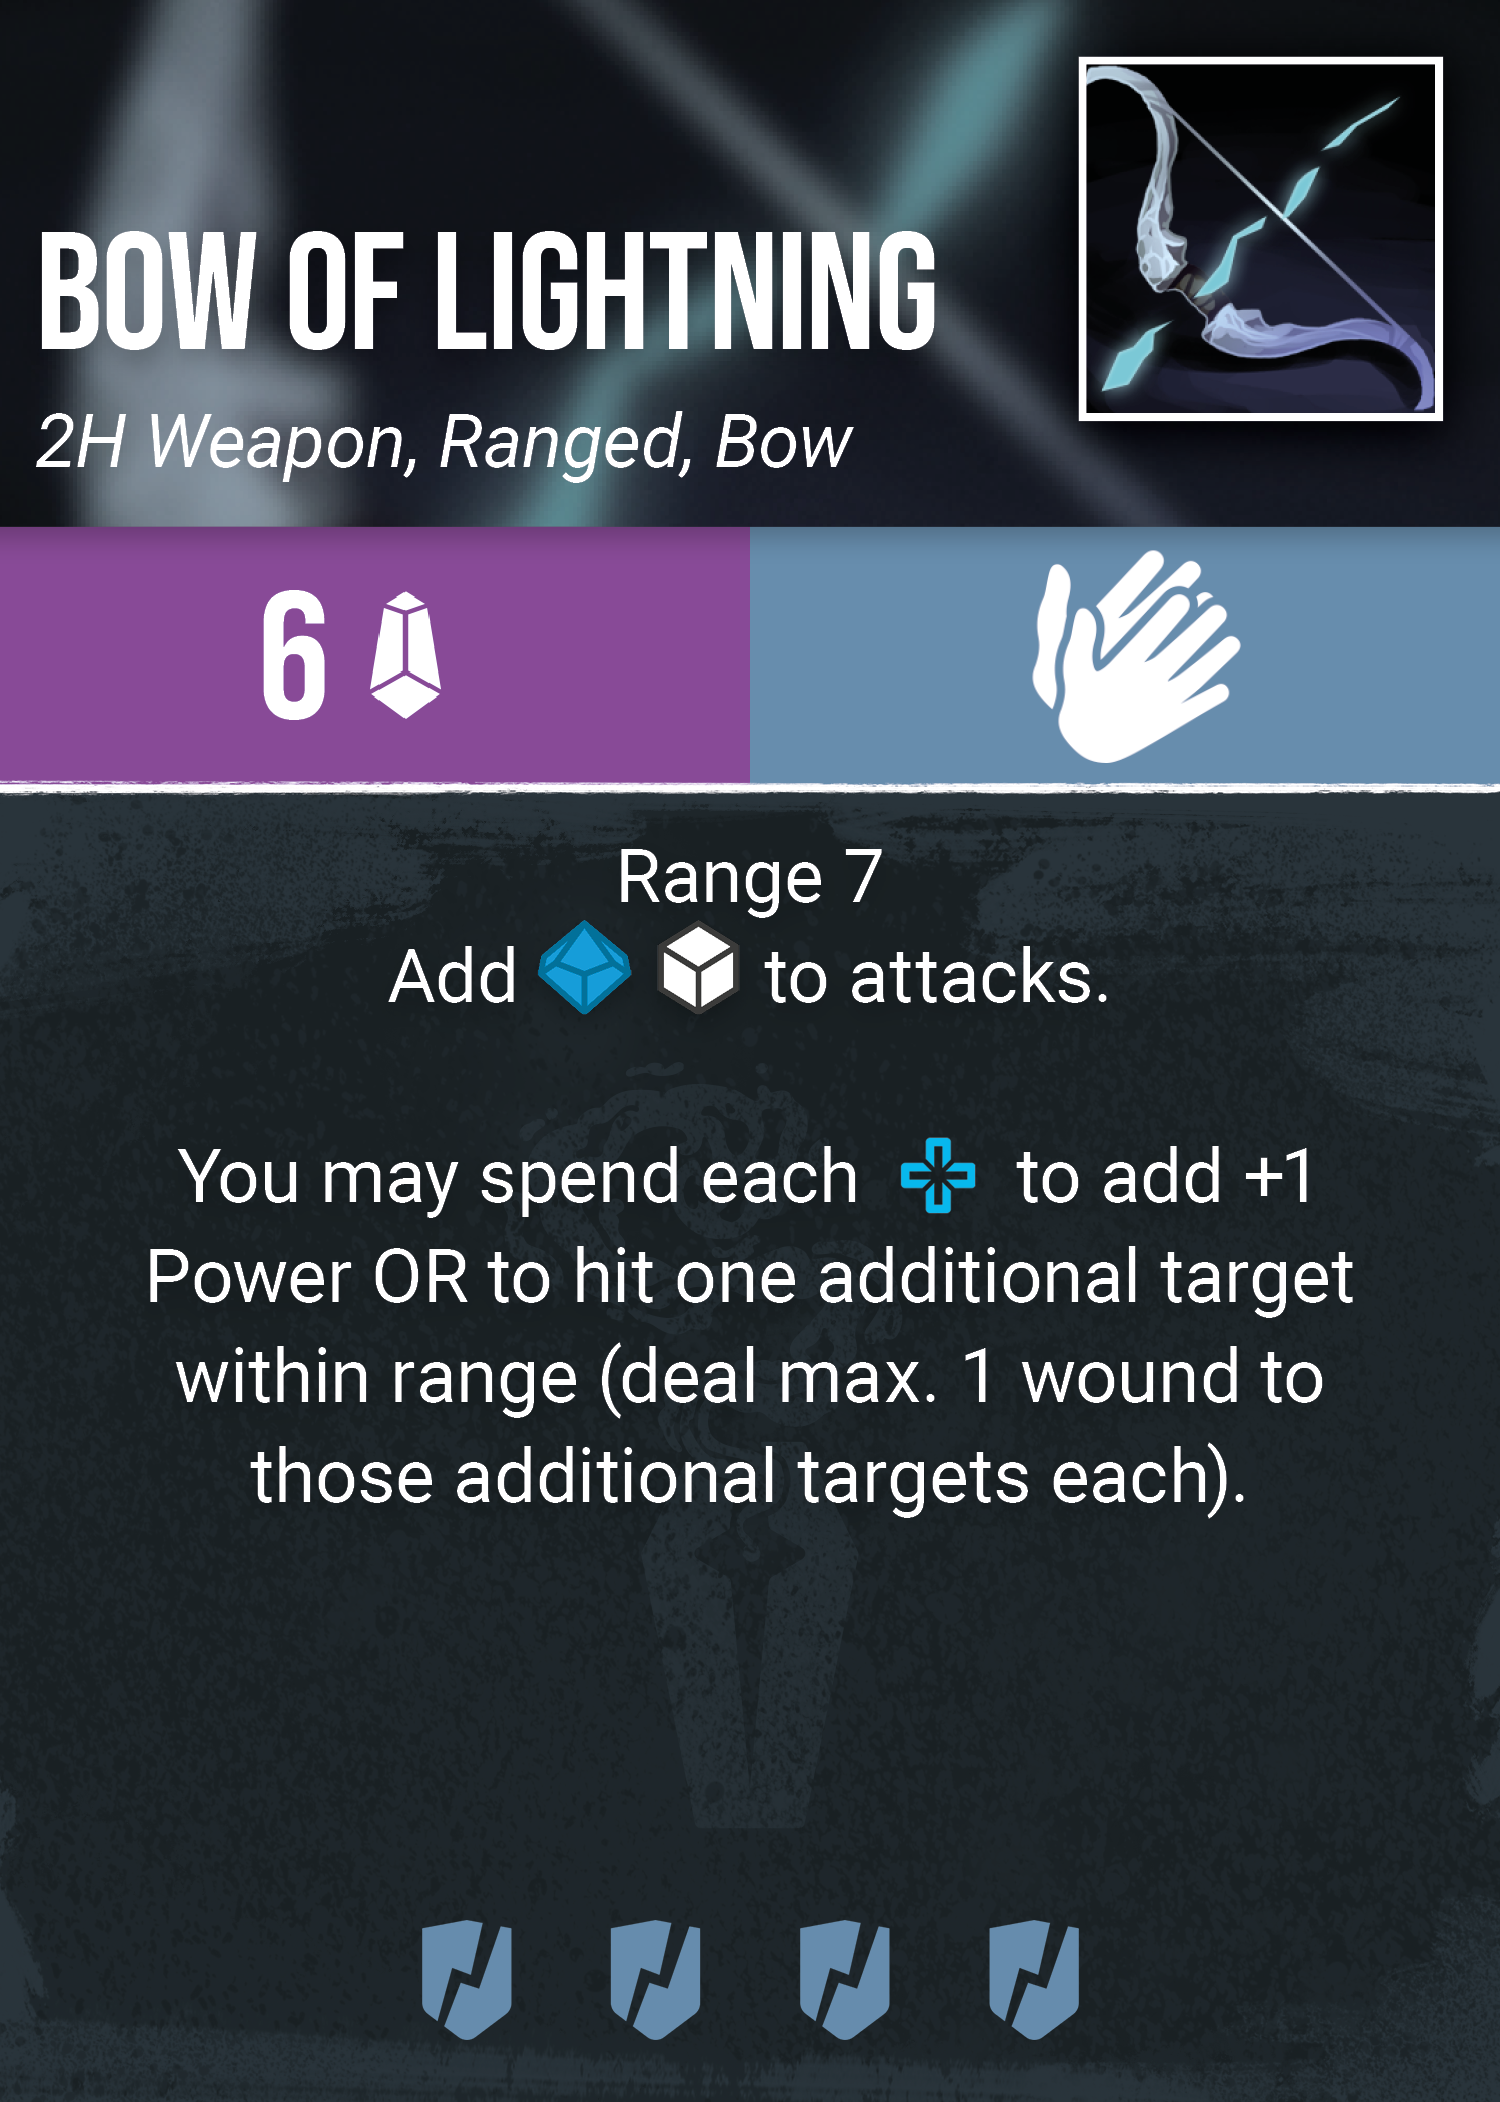 BOW OF LIGHTNING
2H Weapon, Ranged, Bow
6
Range 7
Add to attacks.
You may spend each to add +1
Power OR to hit one additional target
within range (deal max. 1 wound to
those additional targets each).